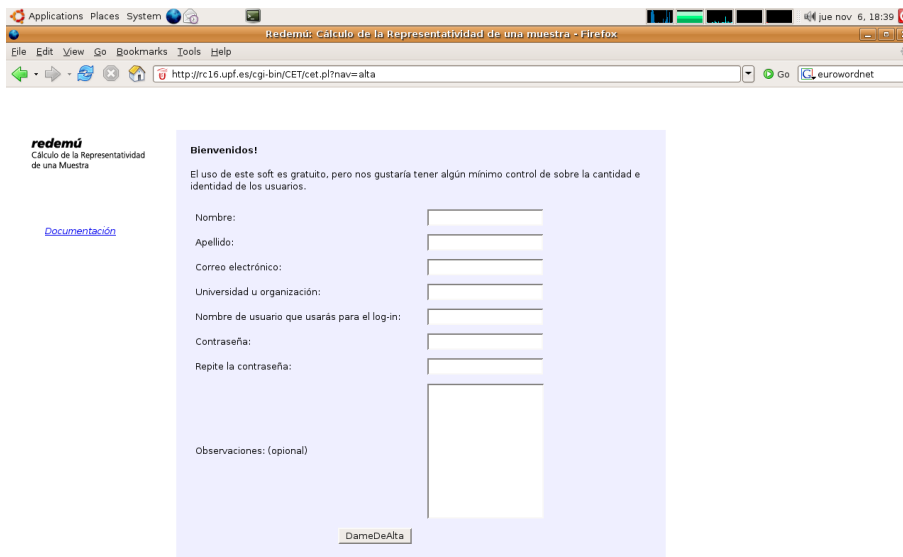 Applications Places System
jue nov 6, 18:39
Redemú: Cálculo de la Representatividad de una muestra - Firefox
File Edit View Go Bookmarks Tools Help
http://rc16.upf.es/cgi-bin/CET/cet.pl?nav=alta
Go
eurowordnet
redemú
Cálculo de la Representatividad
de una Muestra
Documentación
Bienvenidos!
El uso de este soft es gratuito, pero nos gustaría tener algún mínimo control de sobre la cantidad e
identidad de los usuarios.
Nombre:
Apellido:
Correo electrónico:
Universidad u organización:
Nombre de usuario que usarás para el log-in:
Contraseña:
Repite la contraseña:
Observaciones: (opional)
DameDeAlta